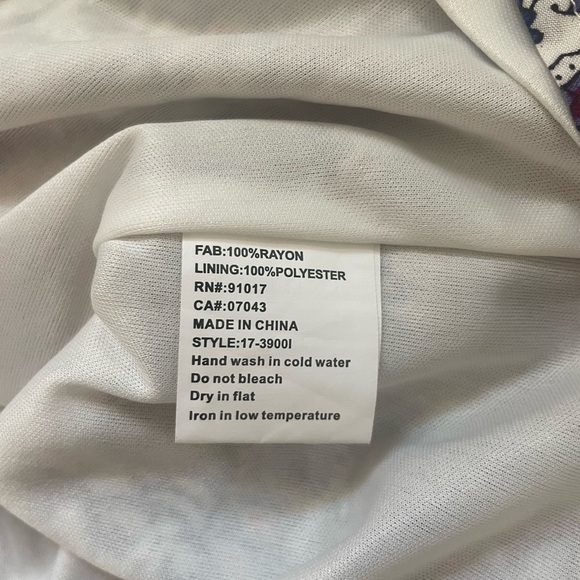 FAB:100%RAYON
LINING:100%POLYESTER
RN#:91017
CA#:07043
MADE IN CHINA
STYLE:17-3900I
Hand wash in cold water
Do not bleach
Dry in flat
Iron in low temperature